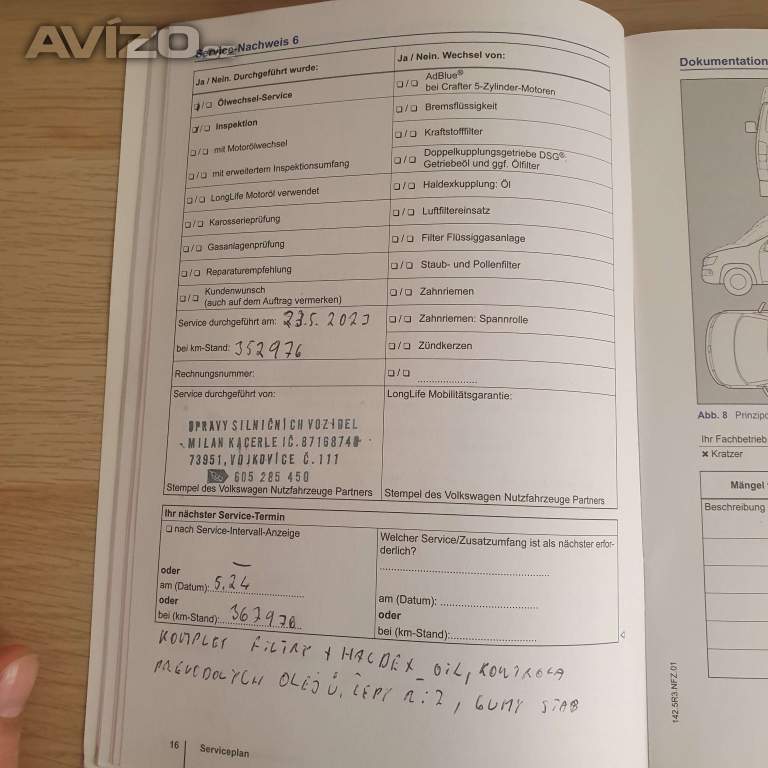 AVÍZO
Service-Nachweis 6
Ja / Nein. Durchgeführt wurde:
❏/❏ Ölwechsel-Service
❏/❏ Inspektion
❏/❏ mit Motorölwechsel
❏/❏ mit erweitertem Inspektionsumfang
❏/❏ LongLife Motoröl verwendet
❏/❏ Karosserieprüfung
❏/❏ Gasanlagenprüfung
❏/❏ Reparaturempfehlung
❏/❏ Kundenwunsch
(auch auf dem Auftrag vermerken)
Service durchgeführt am: 23.5.2023
bei km-Stand: 352976
Rechnungsnummer:
Service durchgeführt von:
OPRAVY SILNIČNÍCH VOZIDEL
MILAN KACERLE IČ.87168740
73951, VOJKOVICE Č.111
605 285 450
Stempel des Volkswagen Nutzfahrzeuge Partners
Ja / Nein. Wechsel von:
❏/❏ AdBlue®
bei Crafter 5-Zylinder-Motoren
❏/❏ Bremsflüssigkeit
❏/❏ Kraftstofffilter
❏/❏ Doppelkupplungsgetriebe DSG®:
Getriebeöl und ggf. Ölfilter
❏/❏ Haldexkupplung: Öl
❏/❏ Luftfiltereinsatz
❏/❏ Filter Flüssiggasanlage
❏/❏ Staub- und Pollenfilter
❏/❏ Zahnriemen
❏/❏ Zahnriemen: Spannrolle
❏/❏ Zündkerzen
❏/❏ ....................
LongLife Mobilitätsgarantie:
Stempel des Volkswagen Nutzfahrzeuge Partners
Ihr nächster Service-Termin
❏ nach Service-Intervall-Anzeige
oder
am (Datum): 5.24
oder
bei (km-Stand): 367976
Welcher Service/Zusatzumfang ist als nächster erfor-
derlich?
am (Datum):
oder
bei (km-Stand):
KOMPLET FILTRY + HALDEX_OIL, KONTROLA
PŘEVODOVÝCH OLEJŮ, ČEPY ŘÍZ, GUMY STAB
16 Serviceplan
Dokumentation
Abb. 8 Prinzip
Ihr Fachbetrieb
× Kratzer
Mängel
Beschreibung
142.5R3.NFZ.01